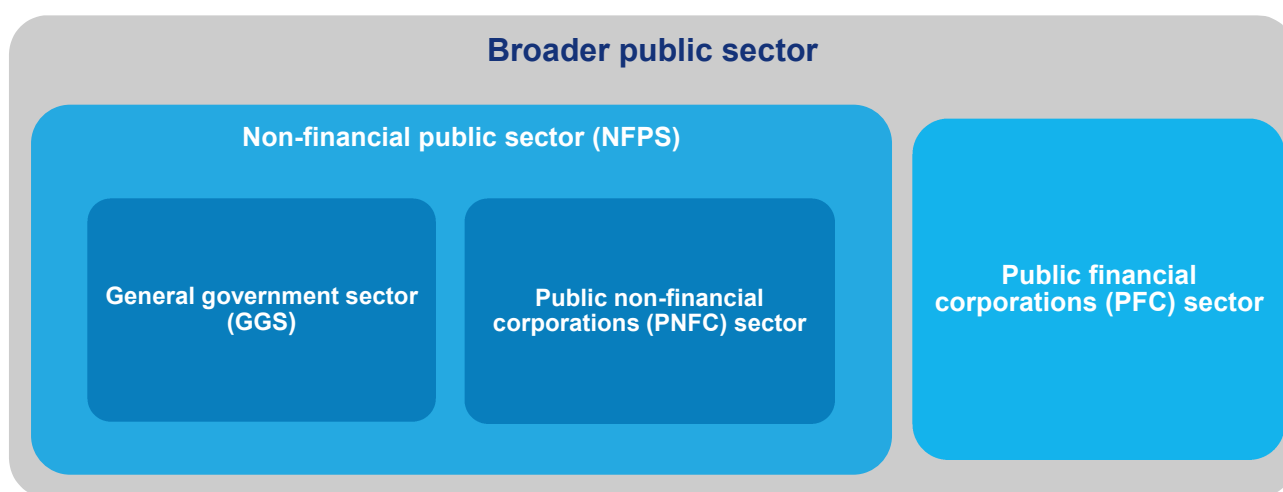 Broader public sector
Non-financial public sector (NFPS)
General government sector
(GGS)
Public non-financial
corporations (PNFC) sector
Public financial
corporations (PFC) sector